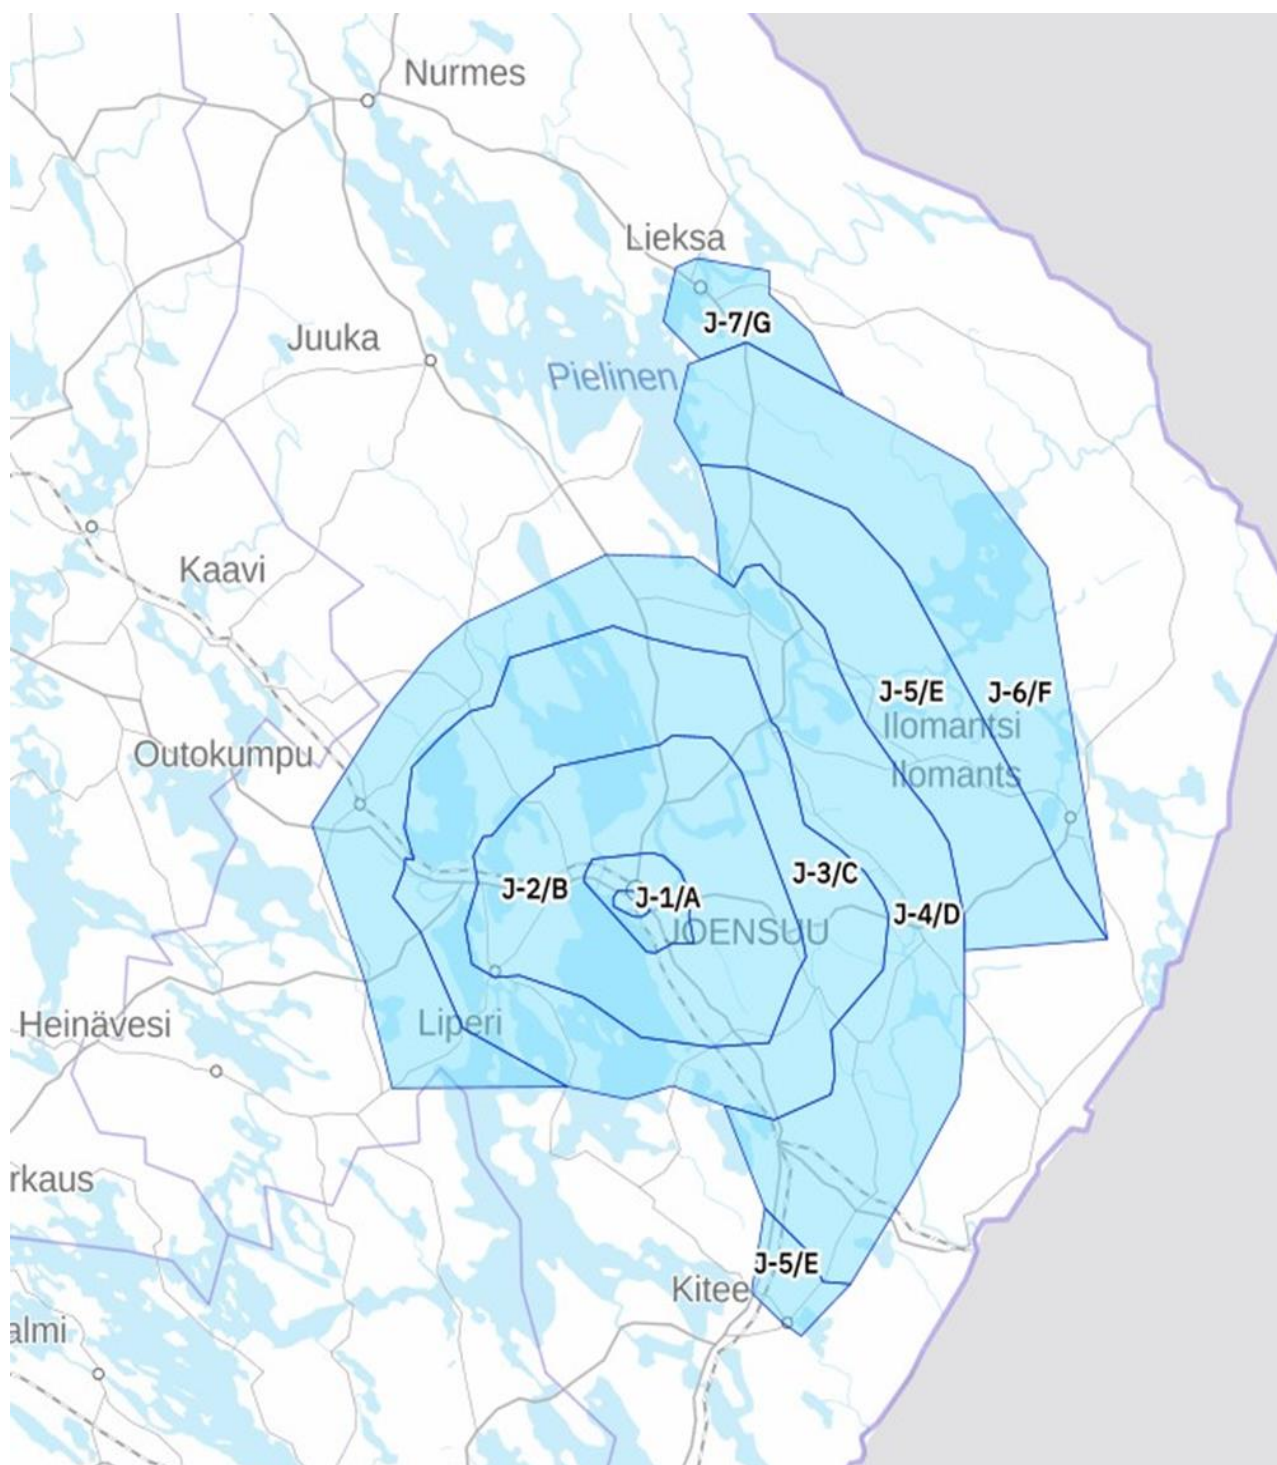 Nurmes
Lieksa
J-7/G
Juuka
Pielinen
Kaavi
J-5/E
J-6/F
Ilomantsi
Outokumpu
Ilomants
J-2/B
J-1/A
J-3/C
J-4/D
JOENSUU
Heinävesi
Liperi
rkaus
J-5/E
Kitee
almi